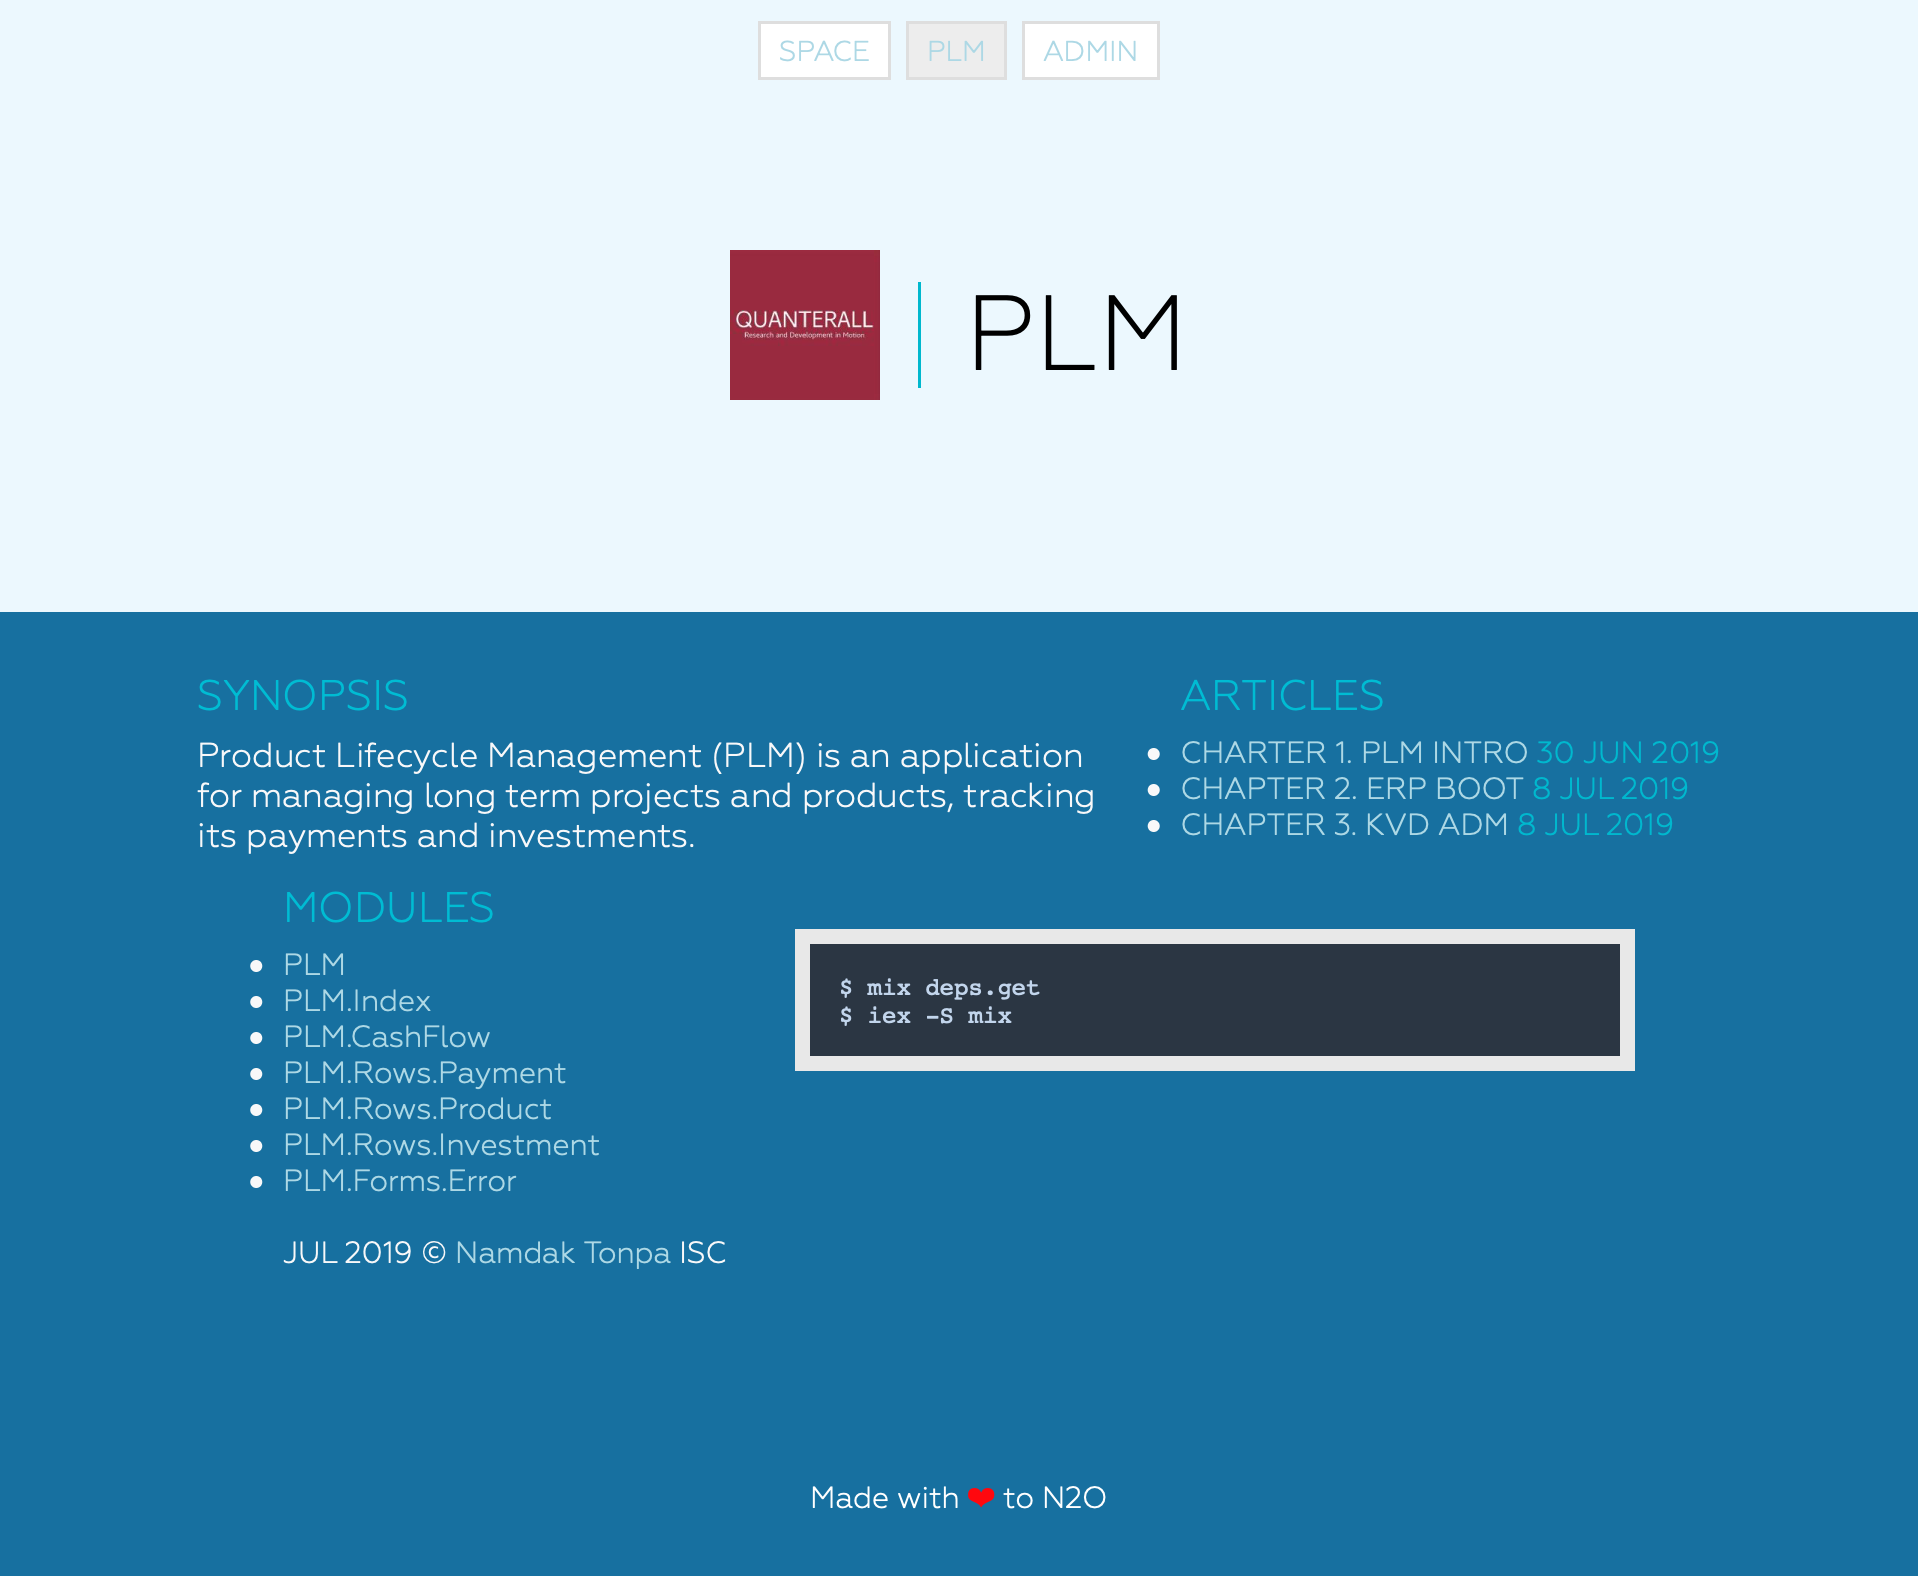 SPACE
PLM
ADMIN
QUANTERALL
Research and Development in Motion
PLM
SYNOPSIS
Product Lifecycle Management (PLM) is an application
for managing long term projects and products, tracking
its payments and investments.
ARTICLES
CHARTER 1. PLM INTRO 30 JUN 2019
CHAPTER 2. ERP BOOT 8 JUL 2019
CHAPTER 3. KVD ADM 8 JUL 2019
MODULES
PLM
PLM.Index
PLM.CashFlow
PLM.Rows.Payment
PLM.Rows.Product
PLM.Rows.Investment
PLM.Forms.Error
$ mix deps.get
$ iex -S mix
JUL 2019 © Namdak Tonpa ISC
Made with ❤ to N2O